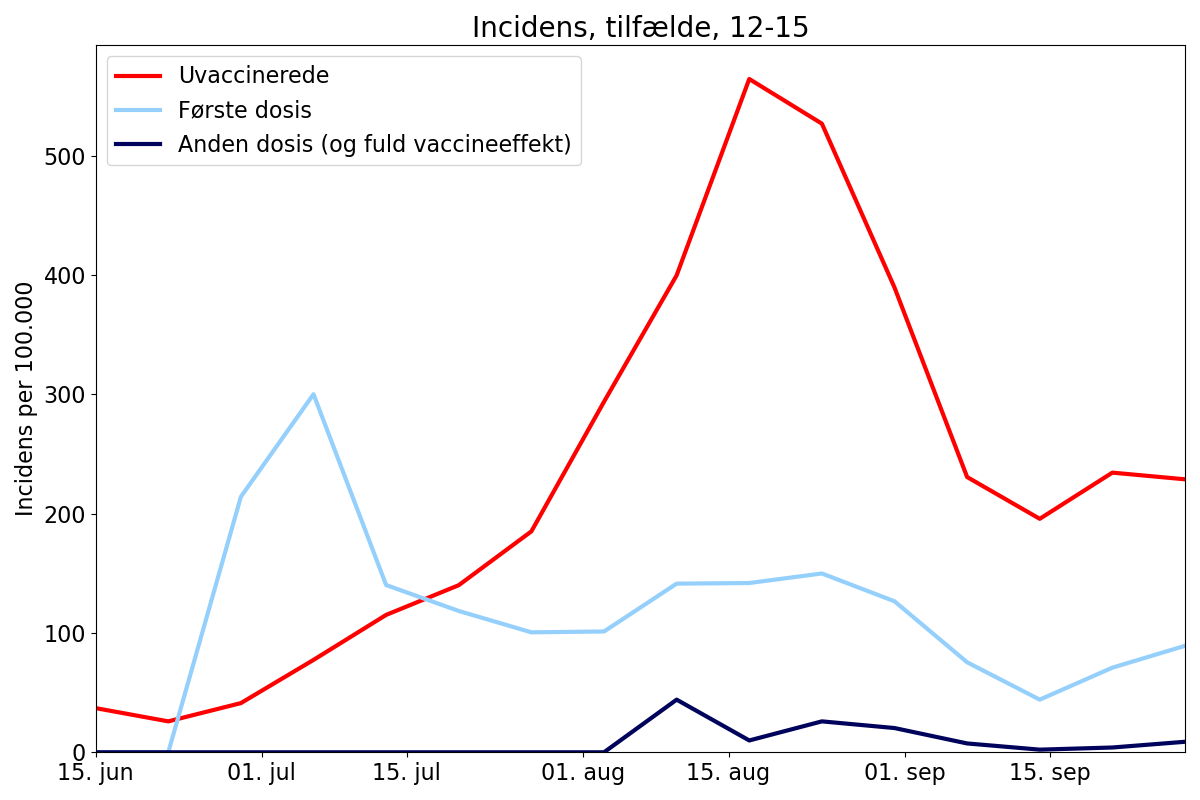 Incidens, tilfælde, 12-15
Uvaccinerede
Første dosis
Anden dosis (og fuld vaccineeffekt)
Incidens per 100.000
500
400
300
200
100
0
15. jun
01. jul
15. jul
01. aug
15. aug
01. sep
15. sep